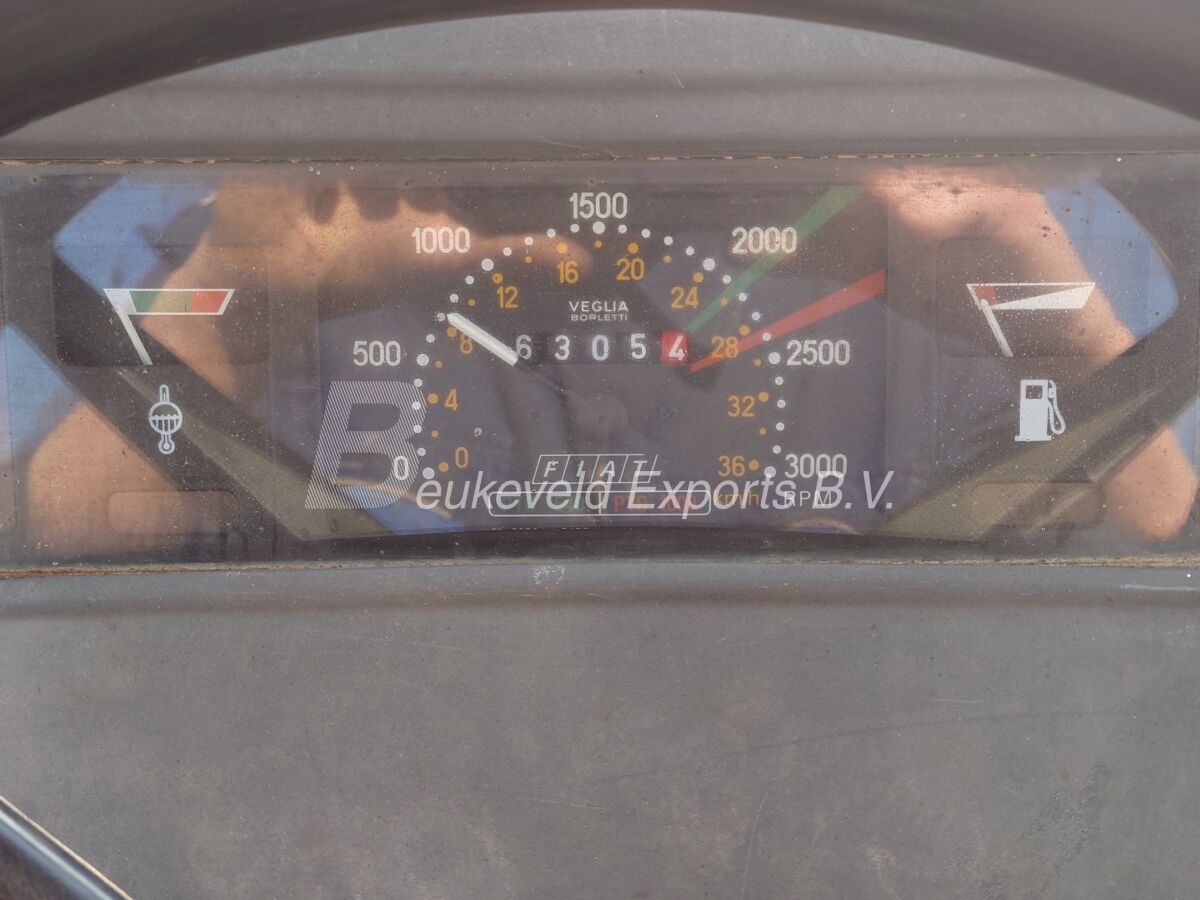 1500
1000 2000
16 20
12 24
VEGLIA
BORLETTI
500 8 6 3 0 5 4 28 2500
4 32
0 0 FIAT 36 3000
Beukeveld Exports B.V.
km/h RPM